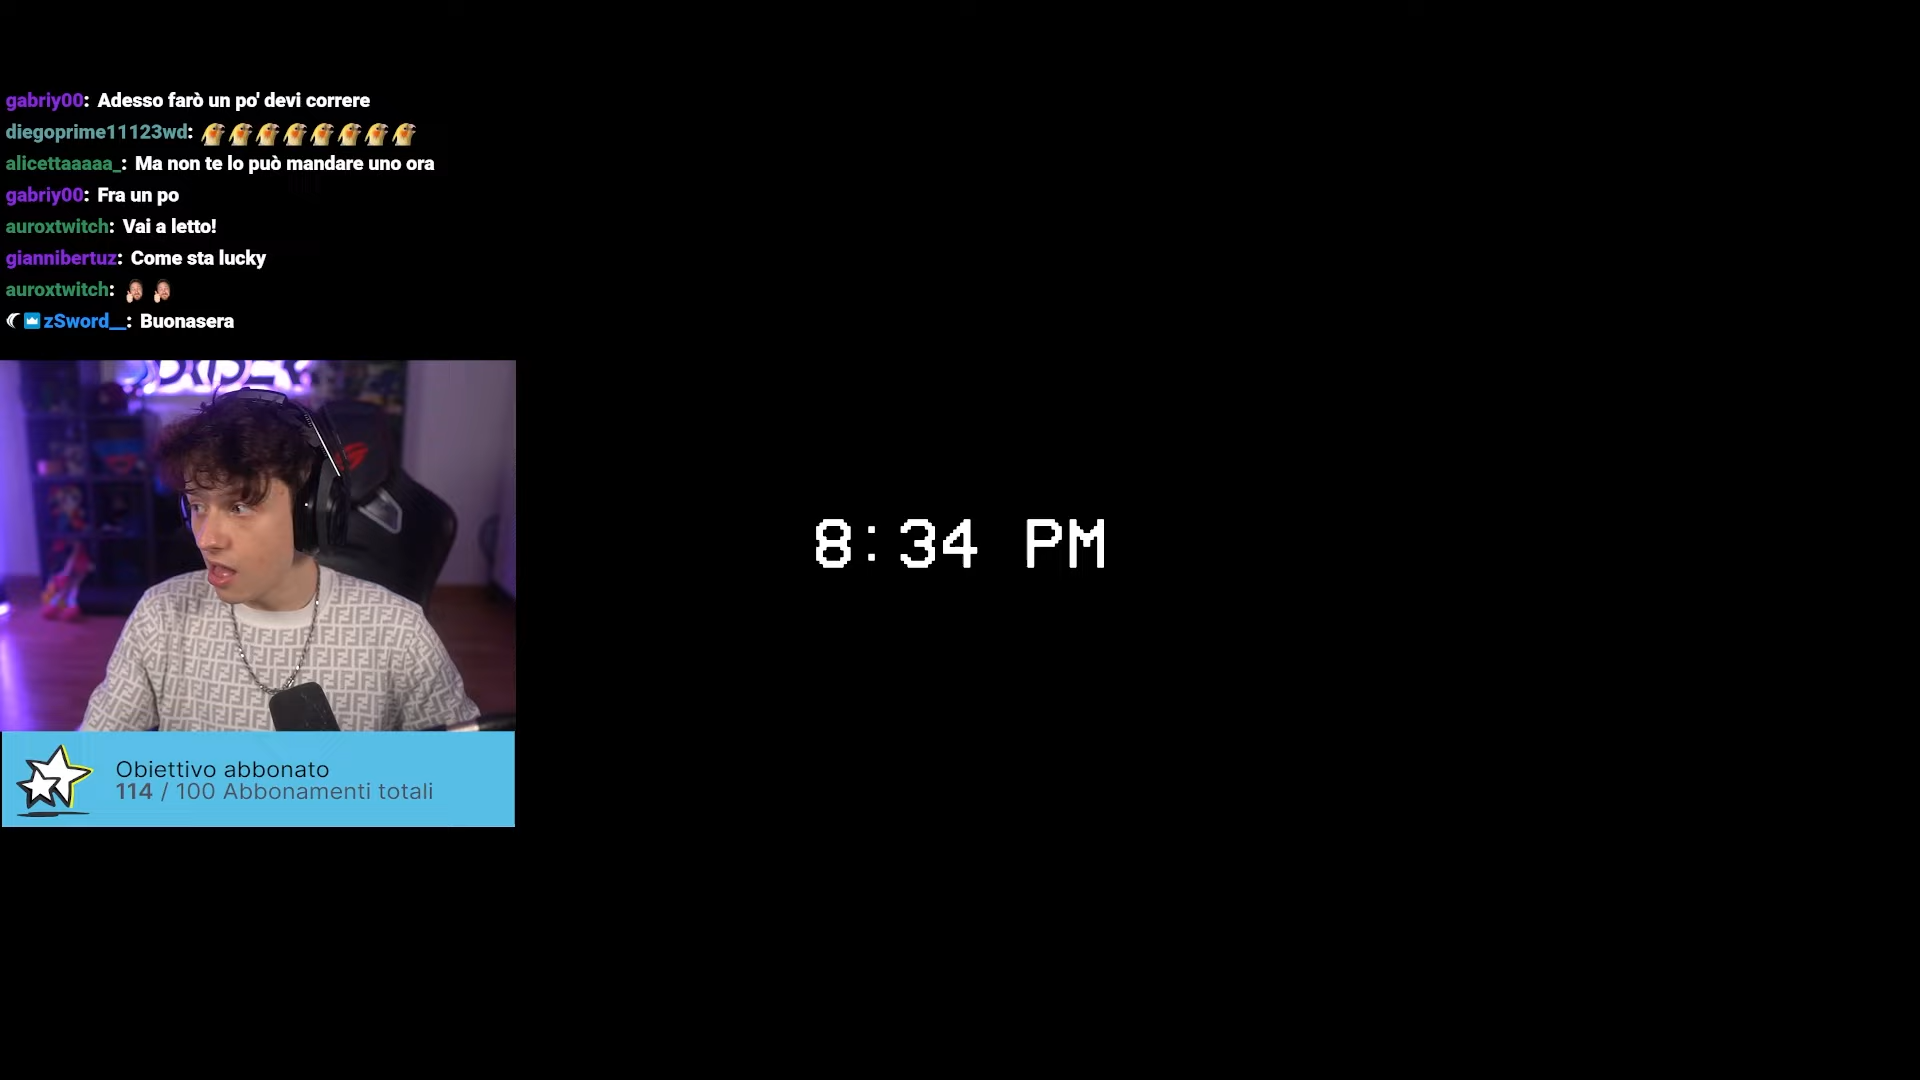 gabriy00: Adesso farò un po' devi correre
diegoprime11123wd:
alicettaaaaa_: Ma non te lo può mandare uno ora
gabriy00: Fra un po
auroxtwitch: Vai a letto!
giannibertuz: Come sta lucky
auroxtwitch:
zSword__: Buonasera
8:34 PM
Obiettivo abbonato
114 / 100 Abbonamenti totali